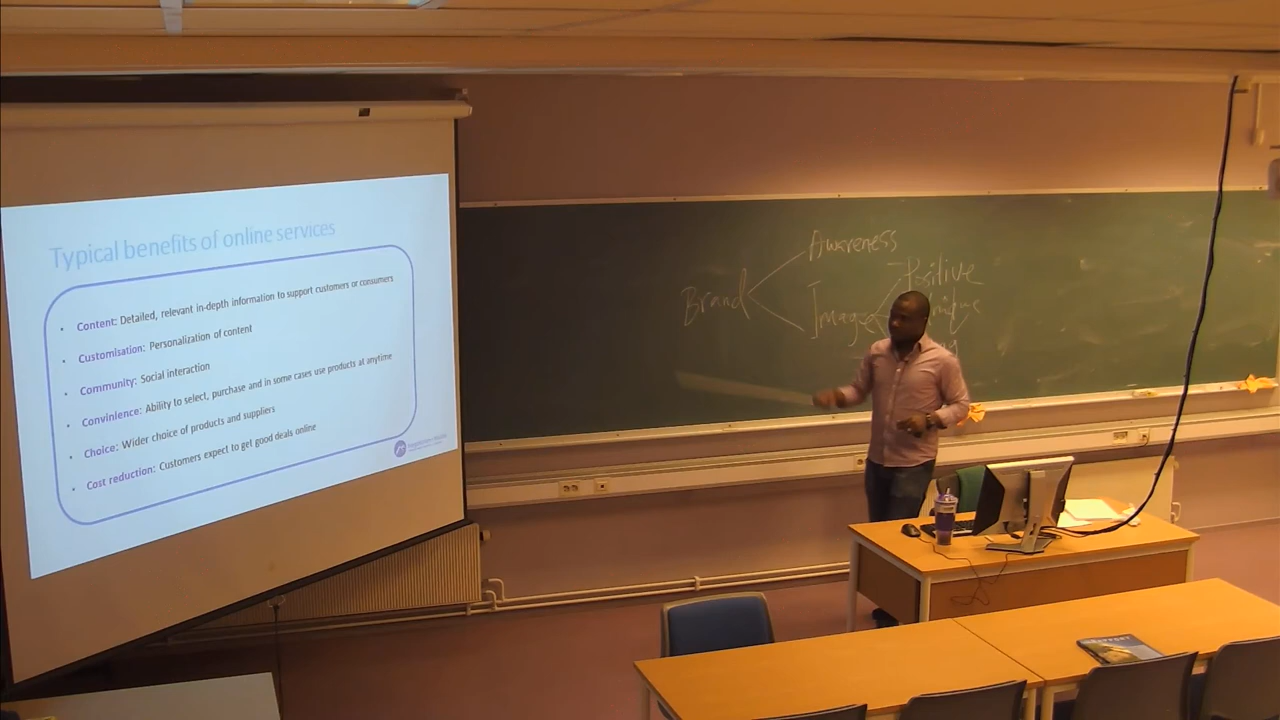 Typical benefits of online services
• Content: Detailed, relevant in-depth information to support customers or consumers
• Customisation: Personalization of content
• Community: Social interaction
• Convinience: Ability to select, purchase and in some cases use products at anytime
• Choice: Wider choice of products and suppliers
• Cost reduction: Customers expect to get good deals online
Brand
Awareness
Image
Positive